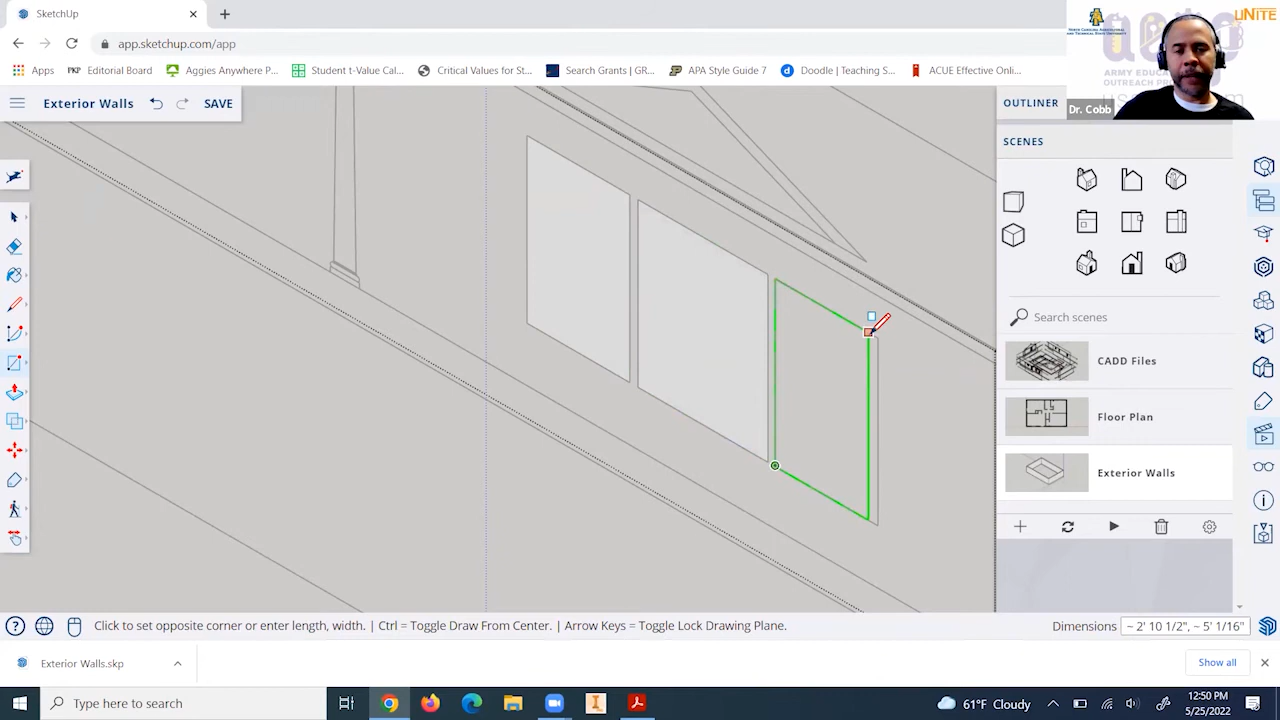 SketchUp
UNITE
app.sketchup.com/app
Apps
PKP Editorial Board
Aggies Anywhere P...
Student t-Value Cal...
for St...
Search Grants | GR...
APA Style Guide 7
Doodle | Teaching S...
ACUE Effective Onli...
Dr. Cobb
Exterior Walls
SAVE
OUTLINER
SCENES
Search scenes
CADD Files
Floor Plan
Exterior Walls
Click to set opposite corner or enter length, width. | Ctrl = Toggle Draw From Center. | Arrow Keys = Toggle Lock Drawing Plane.
Dimensions
~ 2' 10 1/2", ~ 5' 1/16"
Exterior Walls.skp
Show all
Type here to search
61°F Cloudy
12:50 PM
5/25/2022